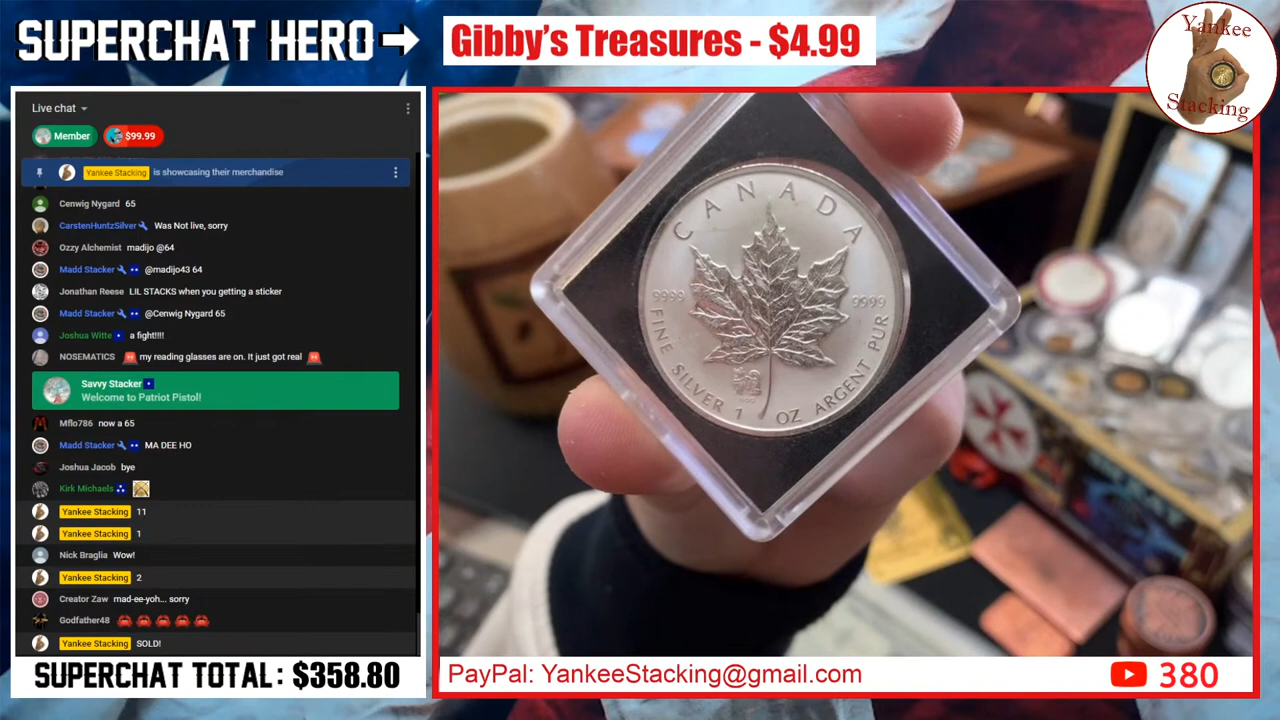 SUPERCHAT HERO→
Gibby's Treasures - $4.99
Yankee
Stacking
Live chat
Member
$99.99
Yankee Stacking is showcasing their merchandise
Cenwig Nygard 65
CarstenHuntzSilver Was Not live, sorry
Ozzy Alchemist madijo @64
Madd Stacker @madijo43 64
Jonathan Reese LIL STACKS when you getting a sticker
Madd Stacker @Cenwig Nygard 65
Joshua Witte a fight!!!!
NOSEMATICS 🚨 my reading glasses are on. It just got real 🚨
Savvy Stacker
Welcome to Patriot Pistol!
Mflo786 now a 65
Madd Stacker MA DEE HO
Joshua Jacob bye
Kirk Michaels
Yankee Stacking 11
Yankee Stacking 1
Nick Braglia Wow!
Yankee Stacking 2
Creator Zaw mad-ee-yoh... sorry
Godfather48 🦀🦀🦀🦀🦀
Yankee Stacking SOLD!
SUPERCHAT TOTAL: $358.80
CANADA
9999 9999
FINE SILVER 1 OZ ARGENT PUR
PayPal: YankeeStacking@gmail.com
380